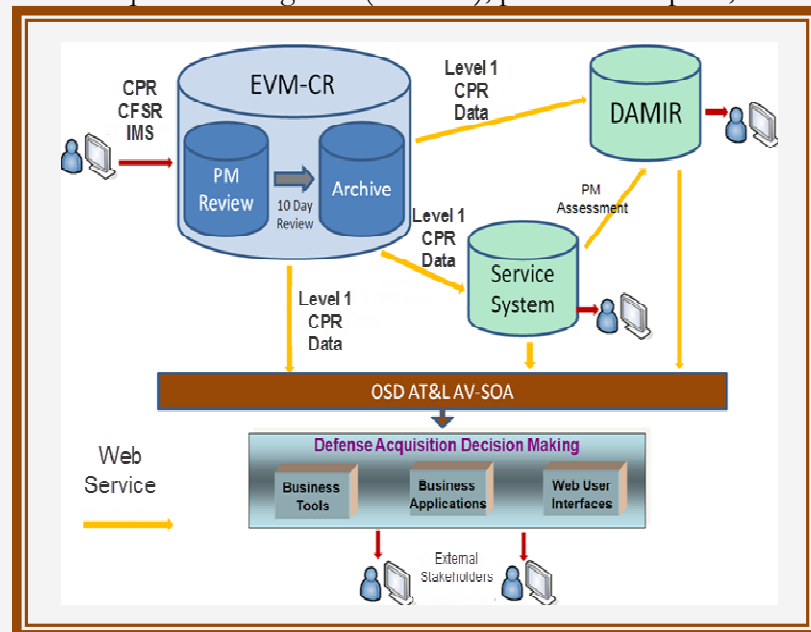 EVM-CR
CPR
CFSR
IMS
PM
Review
10 Day
Review
Archive
Level 1
CPR
Data
DAMIR
Level 1
CPR
Data
PM
Assessment
Service
System
Level 1
CPR
Data
OSD AT&L AV-SOA
Defense Acquisition Decision Making
Business
Tools
Business
Applications
Web User
Interfaces
Web
Service
External
Stakeholders